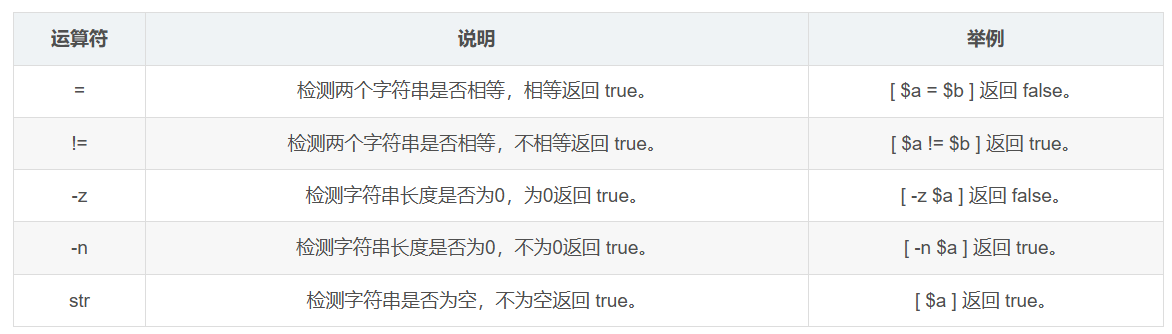 运算符 说明 举例
= 检测两个字符串是否相等，相等返回 true。 [ $a = $b ] 返回 false。
!= 检测两个字符串是否相等，不相等返回 true。 [ $a != $b ] 返回 true。
-z 检测字符串长度是否为0，为0返回 true。 [ -z $a ] 返回 false。
-n 检测字符串长度是否为0，不为0返回 true。 [ -n $a ] 返回 true。
str 检测字符串是否为空，不为空返回 true。 [ $a ] 返回 true。